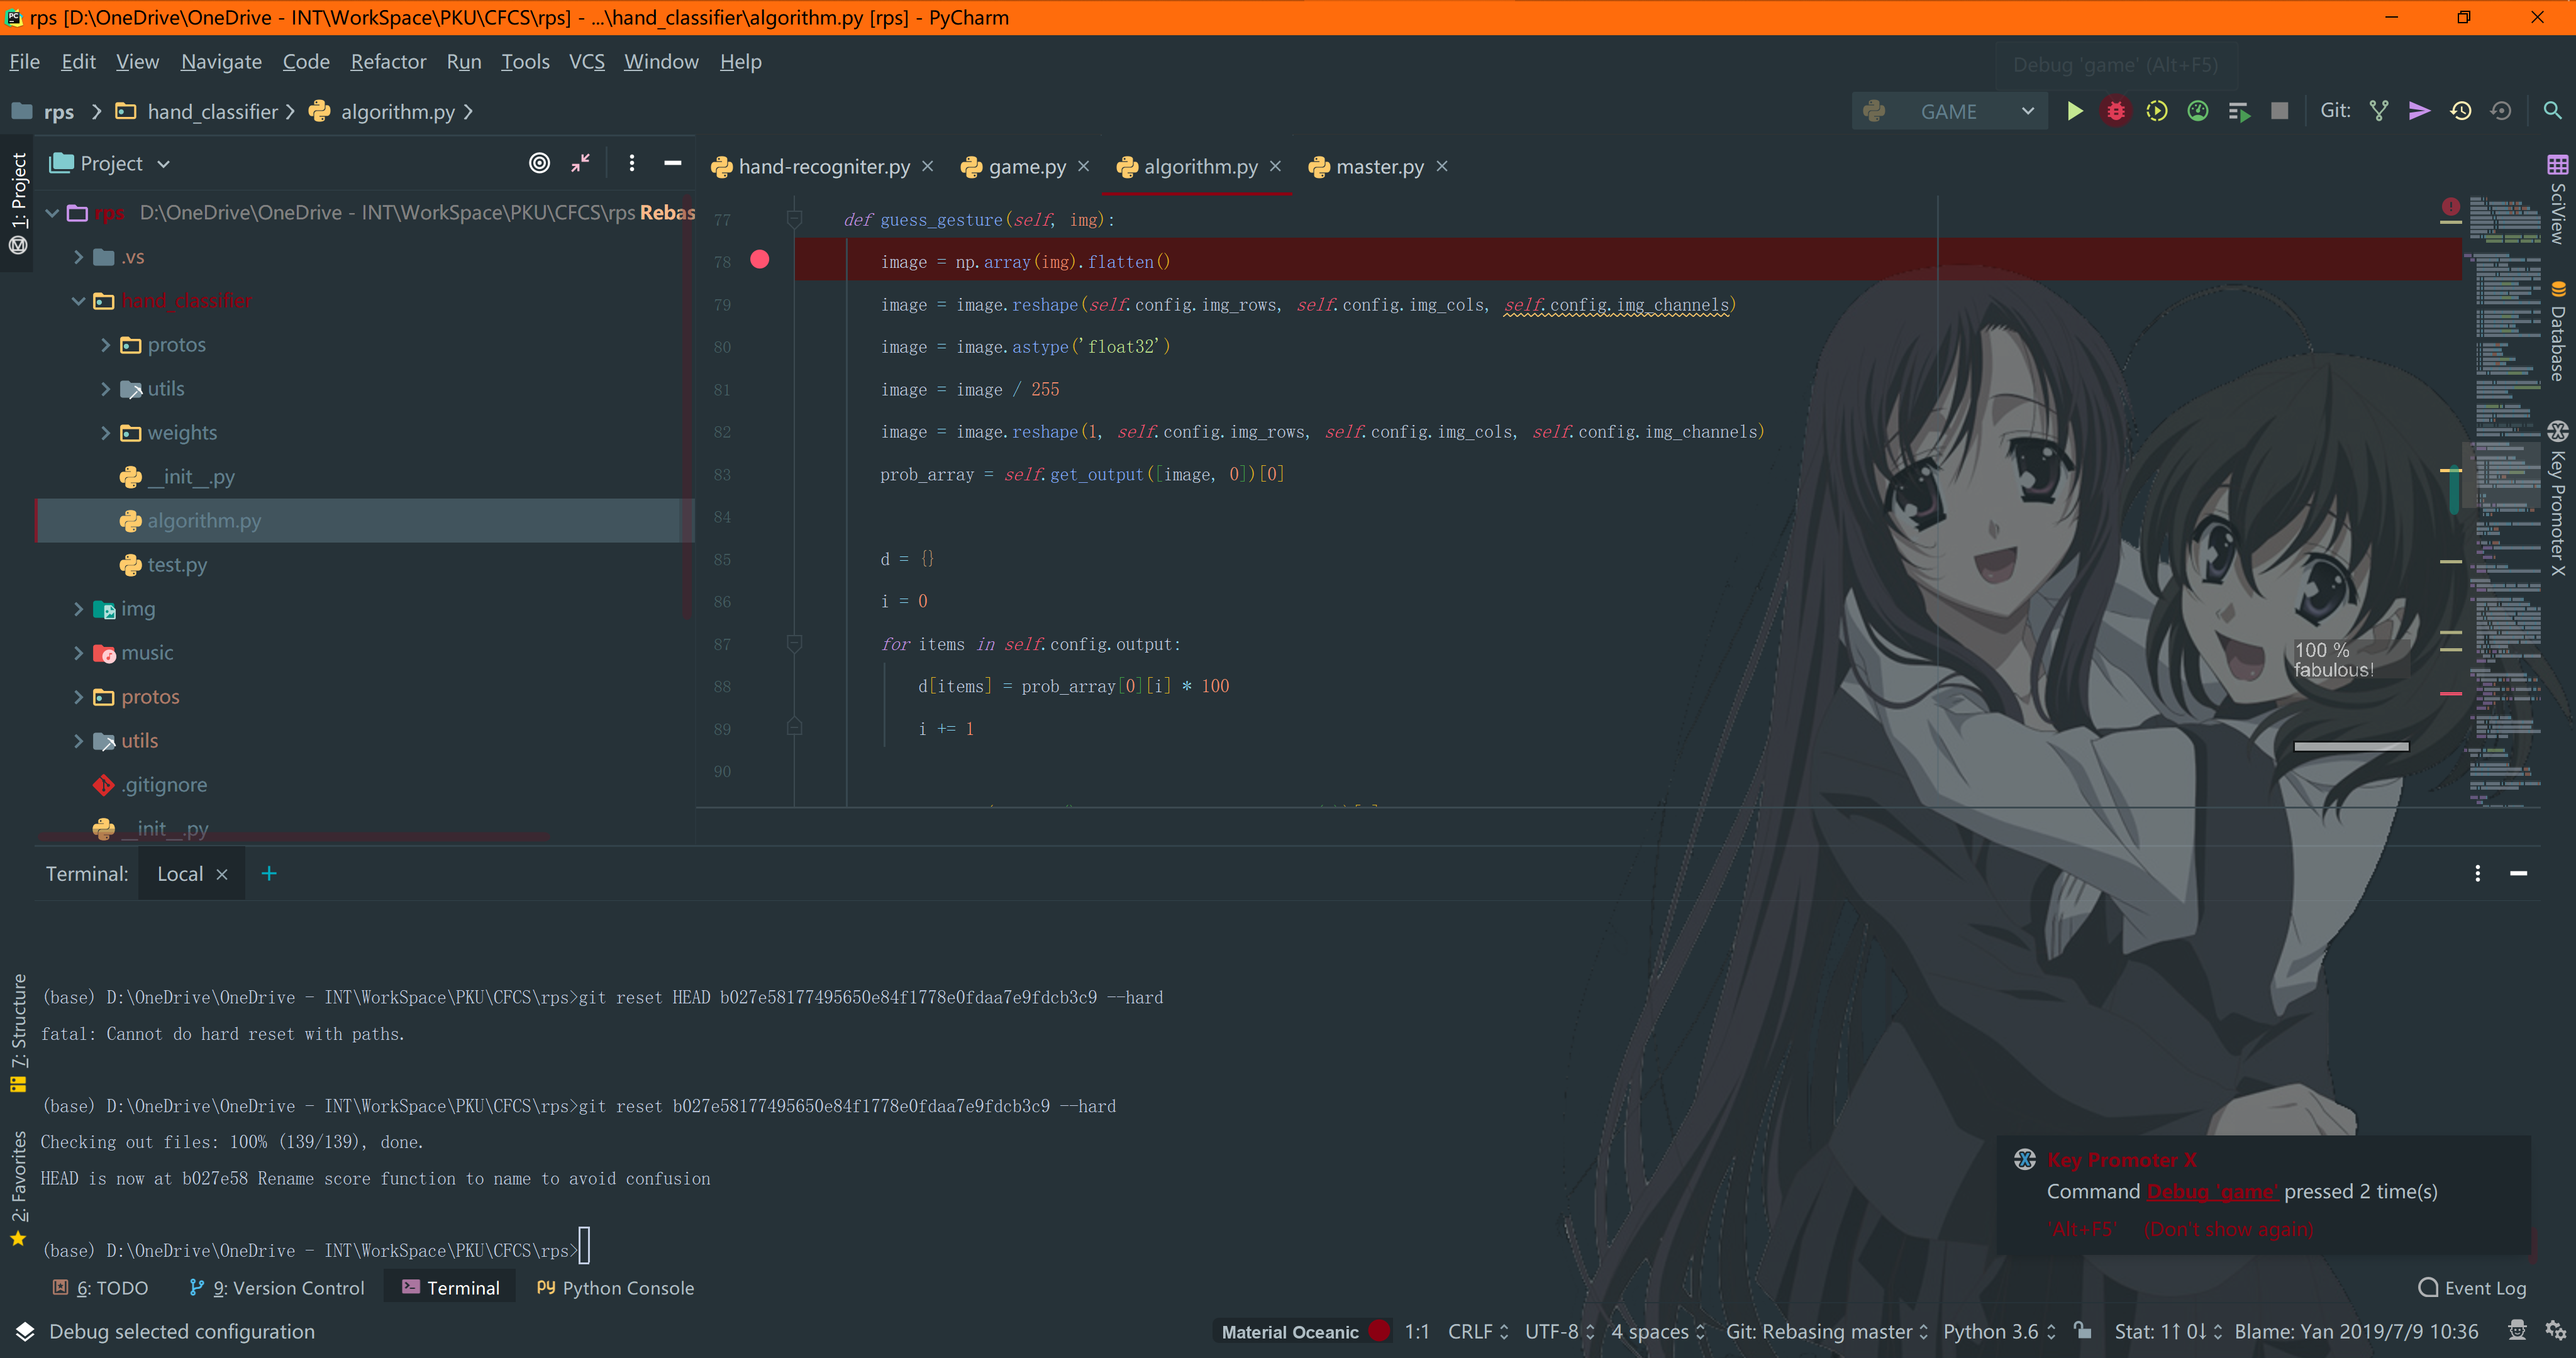 rps [D:\OneDrive\OneDrive - INT\WorkSpace\PKU\CFCS\rps] - ...\hand_classifier\algorithm.py [rps] - PyCharm
File Edit View Navigate Code Refactor Run Tools VCS Window Help
Debug 'game' (Alt+F5)
rps hand_classifier algorithm.py
GAME
Git:
1: Project
Project
hand-recogniter.py
game.py
algorithm.py
master.py
rps D:\OneDrive\OneDrive - INT\WorkSpace\PKU\CFCS\rps Rebas
.vs
hand_classifier
protos
utils
weights
__init__.py
algorithm.py
test.py
img
music
protos
utils
.gitignore
__init__.py
77 def guess_gesture(self, img):
78 image = np.array(img).flatten()
79 image = image.reshape(self.config.img_rows, self.config.img_cols, self.config.img_channels)
80 image = image.astype('float32')
81 image = image / 255
82 image = image.reshape(1, self.config.img_rows, self.config.img_cols, self.config.img_channels)
83 prob_array = self.get_output([image, 0])[0]
84
85 d = {}
86 i = 0
87 for items in self.config.output:
88 d[items] = prob_array[0][i] * 100
89 i += 1
90
100 %
fabulous!
SciView
Database
Key Promoter X
Terminal: Local +
(base) D:\OneDrive\OneDrive - INT\WorkSpace\PKU\CFCS\rps>git reset HEAD b027e58177495650e84f1778e0fdaa7e9fdcb3c9 --hard
fatal: Cannot do hard reset with paths.
(base) D:\OneDrive\OneDrive - INT\WorkSpace\PKU\CFCS\rps>git reset b027e58177495650e84f1778e0fdaa7e9fdcb3c9 --hard
Checking out files: 100% (139/139), done.
HEAD is now at b027e58 Rename score function to name to avoid confusion
(base) D:\OneDrive\OneDrive - INT\WorkSpace\PKU\CFCS\rps>
7: Structure
2: Favorites
Key Promoter X
Command Debug 'game' pressed 2 time(s)
'Alt+F5' (Don't show again)
6: TODO 9: Version Control Terminal Python Console Event Log
Debug selected configuration Material Oceanic 1:1 CRLF UTF-8 4 spaces Git: Rebasing master Python 3.6 Stat: 1↑ 0↓ Blame: Yan 2019/7/9 10:36